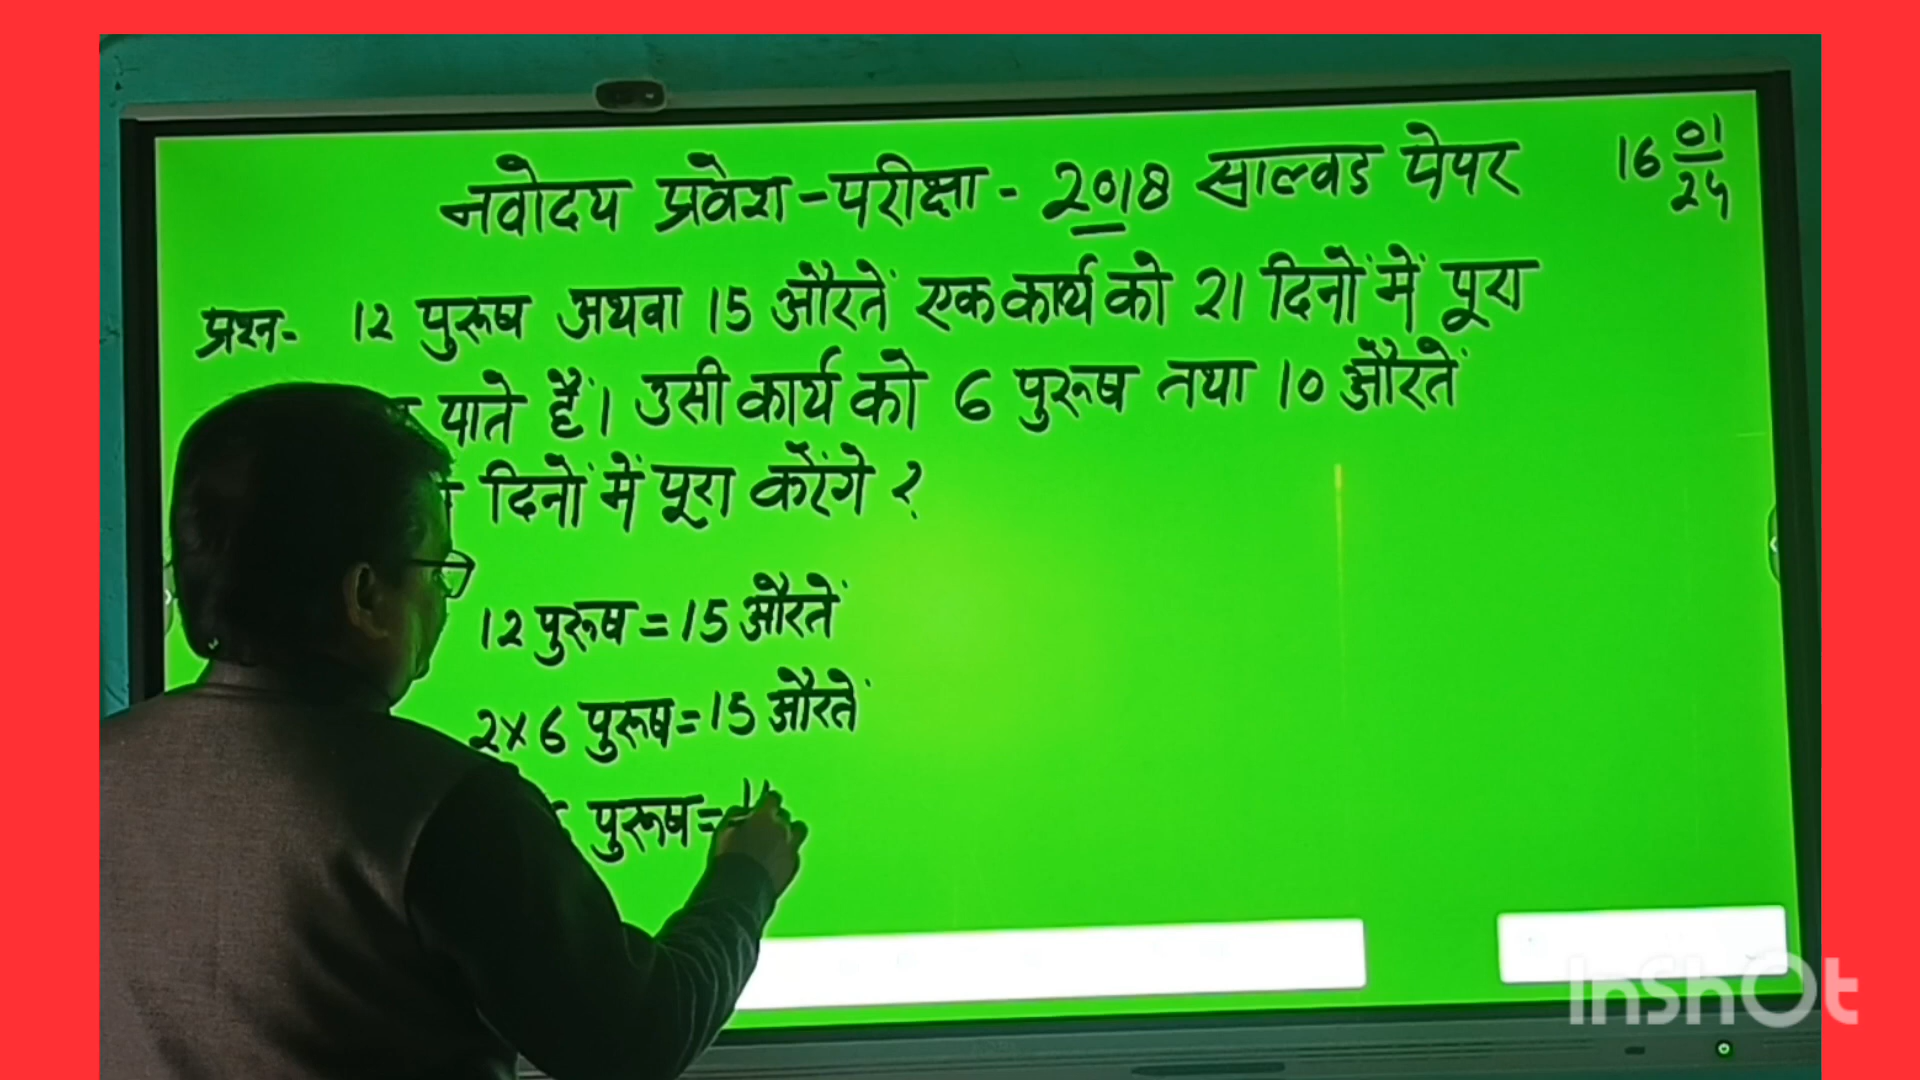 नवोदय प्रवेश-परीक्षा - 2018 साल्वड पेपर
16 01/24
प्रश्न- 12 पुरूष अथवा 15 औरतें एक कार्य को 21 दिनों में पूरा
पाते हैं। उसी कार्य को 6 पुरूष तथा 10 औरतें
दिनों में पूरा करेंगे ?
12 पुरूष = 15 औरतें
2×6 पुरूष = 15 औरतें
पुरूष =
InShOt